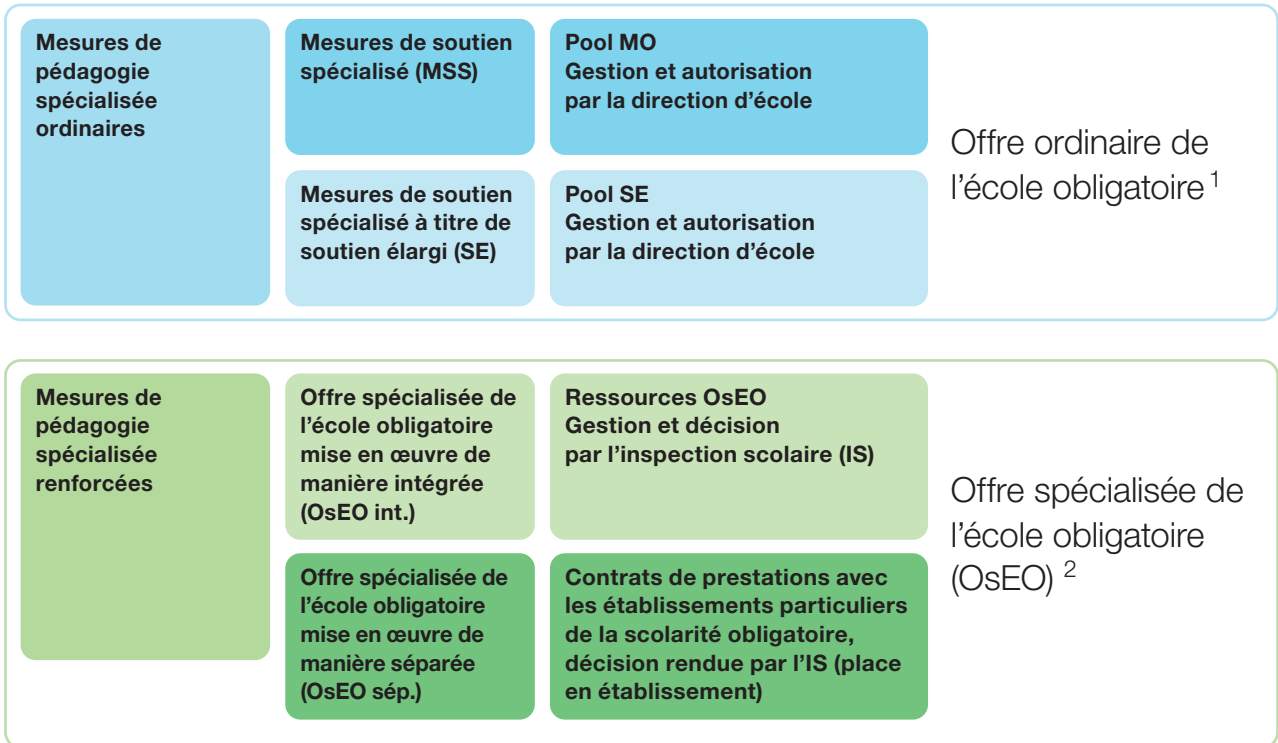 Mesures de
pédagogie
spécialisée
ordinaires
Mesures de soutien
spécialisé (MSS)
Pool MO
Gestion et autorisation
par la direction d'école
Mesures de soutien
spécialisé à titre de
soutien élargi (SE)
Pool SE
Gestion et autorisation
par la direction d'école
Offre ordinaire de
l'école obligatoire 1
Mesures de
pédagogie
spécialisée
renforcées
Offre spécialisée de
l'école obligatoire
mise en œuvre de
manière intégrée
(OsEO int.)
Ressources OsEO
Gestion et décision
par l'inspection scolaire (IS)
Offre spécialisée de
l'école obligatoire
mise en œuvre de
manière séparée
(OsEO sép.)
Contrats de prestations avec
les établissements particuliers
de la scolarité obligatoire,
décision rendue par l'IS (place
en établissement)
Offre spécialisée de
l'école obligatoire
(OsEO) 2